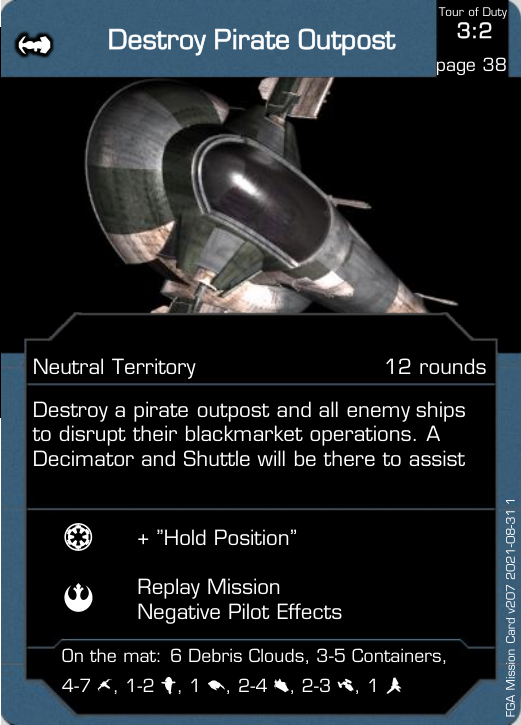 Destroy Pirate Outpost
Tour of Duty
3:2
page 38
Neutral Territory
12 rounds
Destroy a pirate outpost and all enemy ships
to disrupt their blackmarket operations. A
Decimator and Shuttle will be there to assist
+ "Hold Position"
Replay Mission
Negative Pilot Effects
On the mat: 6 Debris Clouds, 3-5 Containers,
4-7 , 1-2 , 1 , 2-4 , 2-3 , 1
FGA Mission Card v207 2021-08-31 1